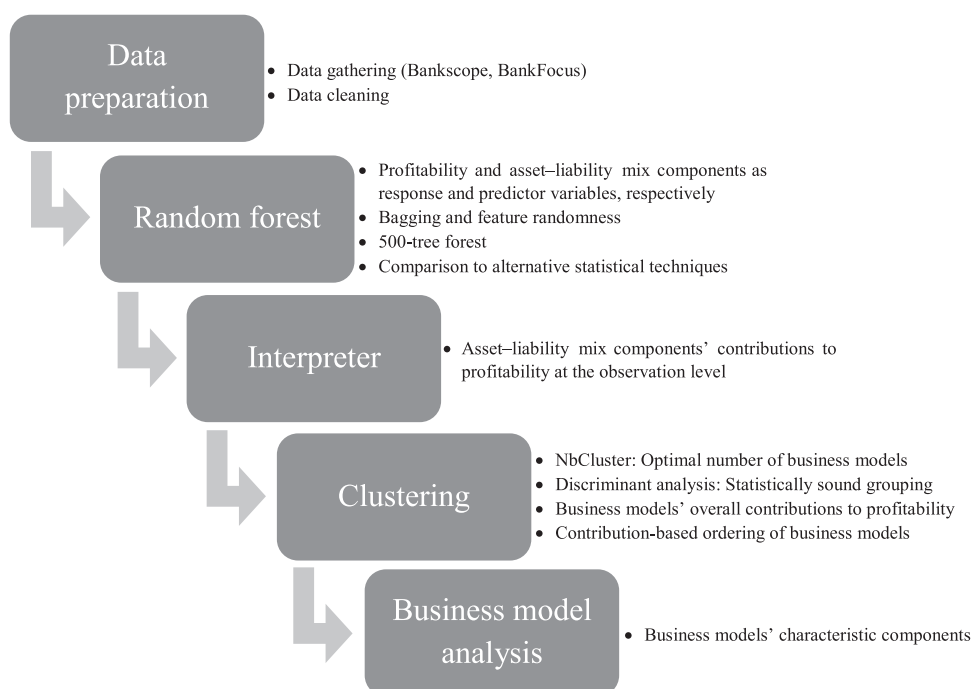 Data
preparation
• Data gathering (Bankscope, BankFocus)
• Data cleaning
Random forest
• Profitability and asset–liability mix components as
response and predictor variables, respectively
• Bagging and feature randomness
• 500-tree forest
• Comparison to alternative statistical techniques
Interpreter
• Asset–liability mix components’ contributions to
profitability at the observation level
Clustering
• NbCluster: Optimal number of business models
• Discriminant analysis: Statistically sound grouping
• Business models’ overall contributions to profitability
• Contribution-based ordering of business models
Business model
analysis
• Business models’ characteristic components